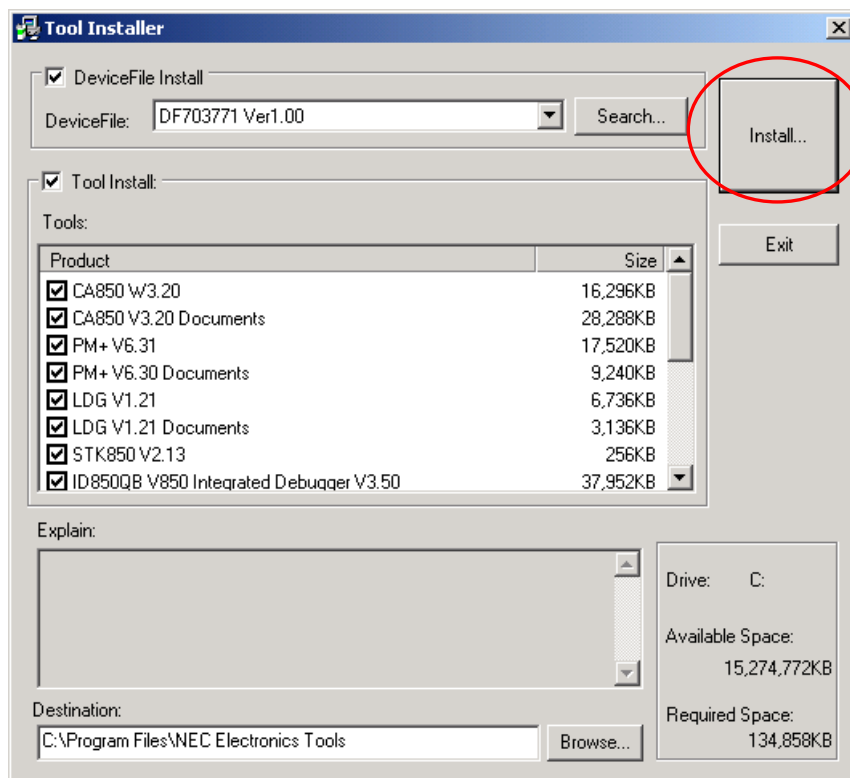 Tool Installer
DeviceFile Install
DeviceFile: DF703771 Ver1.00 Search...
Install...
Tool Install:
Exit
Tools:
Product Size
CA850 W3.20 16,296KB
CA850 V3.20 Documents 28,288KB
PM+ V6.31 17,520KB
PM+ V6.30 Documents 9,240KB
LDG V1.21 6,736KB
LDG V1.21 Documents 3,136KB
STK850 V2.13 256KB
ID850QB V850 Integrated Debugger V3.50 37,952KB
Explain:
Drive: C:
Available Space:
15,274,772KB
Required Space:
134,858KB
Destination:
C:\Program Files\NEC Electronics Tools Browse...